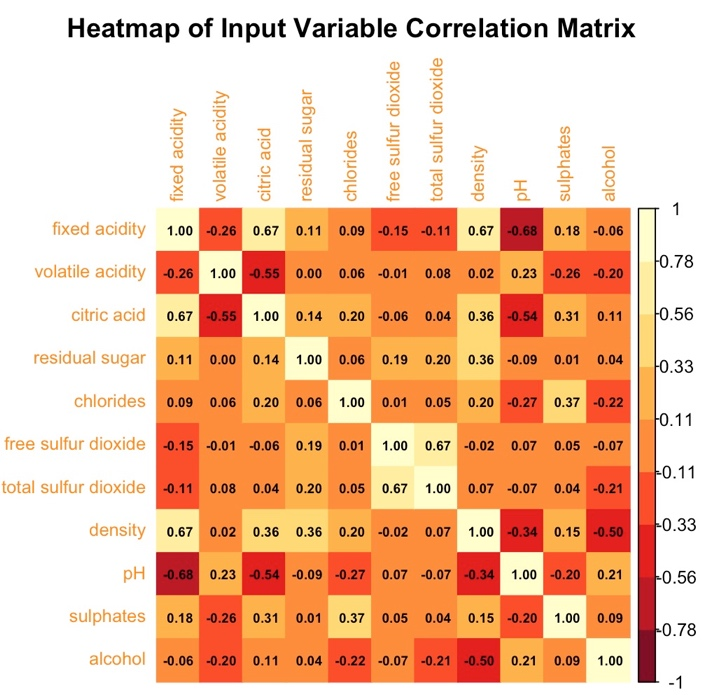 Heatmap of Input Variable Correlation Matrix
fixed acidity
volatile acidity
citric acid
residual sugar
chlorides
free sulfur dioxide
total sulfur dioxide
density
pH
sulphates
alcohol
fixed acidity 1.00 -0.26 0.67 0.11 0.09 -0.15 -0.11 0.67 -0.68 0.18 -0.06
volatile acidity -0.26 1.00 -0.55 0.00 0.06 -0.01 0.08 0.02 0.23 -0.26 -0.20
citric acid 0.67 -0.55 1.00 0.14 0.20 -0.06 0.04 0.36 -0.54 0.31 0.11
residual sugar 0.11 0.00 0.14 1.00 0.06 0.19 0.20 0.36 -0.09 0.01 0.04
chlorides 0.09 0.06 0.20 0.06 1.00 0.01 0.05 0.20 -0.27 0.37 -0.22
free sulfur dioxide -0.15 -0.01 -0.06 0.19 0.01 1.00 0.67 -0.02 0.07 0.05 -0.07
total sulfur dioxide -0.11 0.08 0.04 0.20 0.05 0.67 1.00 0.07 -0.07 0.04 -0.21
density 0.67 0.02 0.36 0.36 0.20 -0.02 0.07 1.00 -0.34 0.15 -0.50
pH -0.68 0.23 -0.54 -0.09 -0.27 0.07 -0.07 -0.34 1.00 -0.20 0.21
sulphates 0.18 -0.26 0.31 0.01 0.37 0.05 0.04 0.15 -0.20 1.00 0.09
alcohol -0.06 -0.20 0.11 0.04 -0.22 -0.07 -0.21 -0.50 0.21 0.09 1.00
1
0.78
0.56
0.33
0.11
-0.11
-0.33
-0.56
-0.78
-1